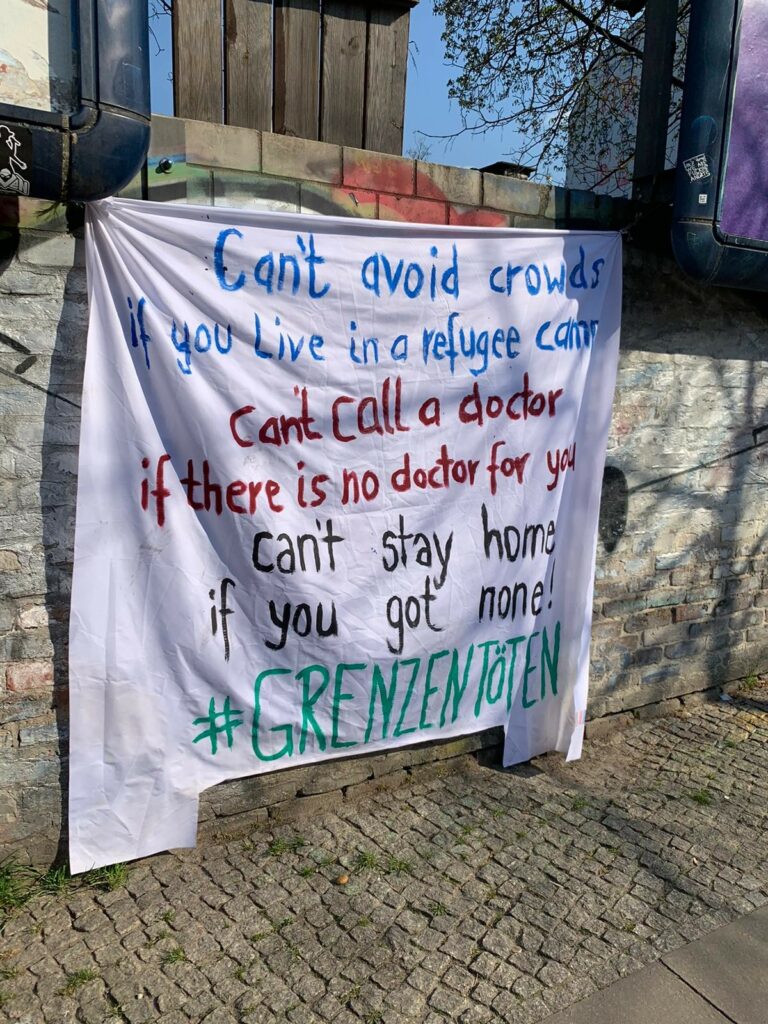 Can't avoid crowds
if you Live in a refugee camp
can't call a doctor
if there is no doctor for you
can't stay home
if you got none!
#GRENZENTÖTEN